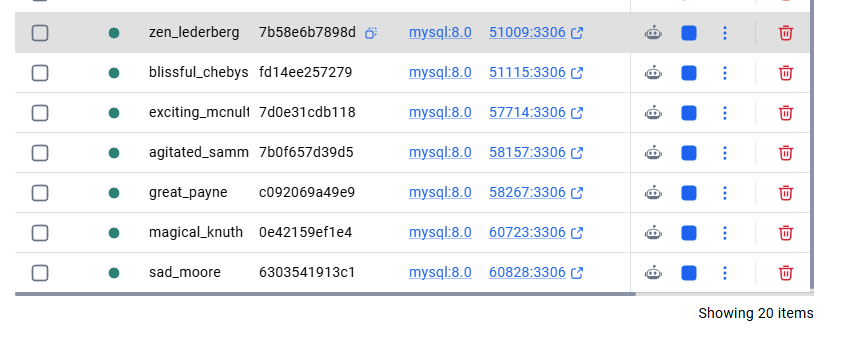 zen_lederberg 7b58e6b7898d mysql:8.0 51009:3306
blissful_chebys fd14ee257279 mysql:8.0 51115:3306
exciting_mcnult 7d0e31cdb118 mysql:8.0 57714:3306
agitated_samm 7b0f657d39d5 mysql:8.0 58157:3306
great_payne c092069a49e9 mysql:8.0 58267:3306
magical_knuth 0e42159ef1e4 mysql:8.0 60723:3306
sad_moore 6303541913c1 mysql:8.0 60828:3306
Showing 20 items